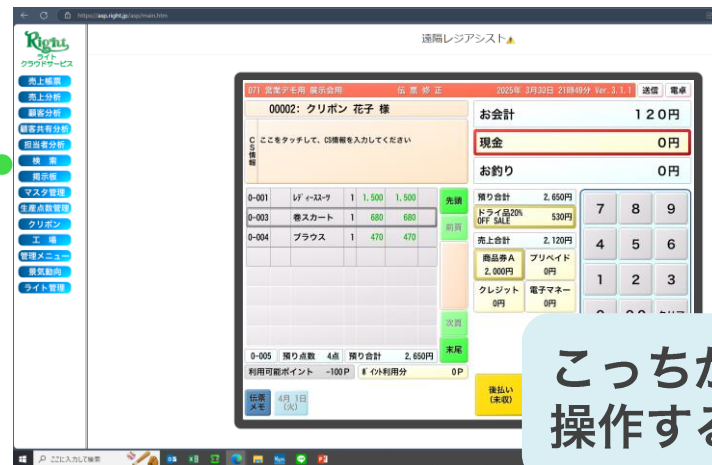 https://asp.right.jp/asp/main.htm
遠隔レジアシスト
Right
ライト
クラウドサービス
売上帳票
売上分析
顧客分析
顧客共有分析
担当者分析
検 索
掲示板
マスタ管理
生産点数管理
クリポン
工 場
管理メニュー
景気動向
ライト管理
071 営業デモ用 展示会用 伝 票 修 正 2025年 3月30日 21時49分 Ver.3.1.1 送信 電卓
00002: クリポン 花子 様
CS情報
ここをタッチして、CS情報を入力してください
0-001 ﾚﾃﾞｨｰｽｽｰﾂ 1 1,500 1,500
0-003 巻スカート 1 680 680
0-004 ブラウス 1 470 470
先頭
前頁
次頁
末尾
0-005 預り点数 4点 預り合計 2,650円
利用可能ポイント -100P ﾎﾟｲﾝﾄ利用分 0P
伝票メモ
4月 1日
(火)
お会計 120円
現金 0円
お釣り 0円
預り合計 2,650円
ドライ品20%
OFF SALE 530円
売上合計 2,120円
商品券A プリペイド
2,000円 0円
クレジット 電子マネー
0円 0円
7 8 9
4 5 6
1 2 3
後払い
(未収)
こっちか
操作する
ここに入力して検索